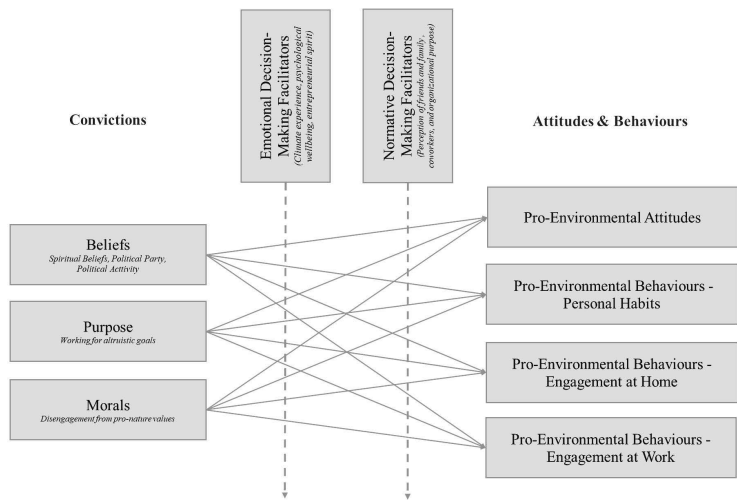 Emotional Decision-
Making Facilitators
(Climate experience, psychological
wellbeing, entrepreneurial spirit)
Normative Decision-
Making Facilitators
(Perception of friends and family,
coworkers, and organizational purpose)
Convictions
Attitudes & Behaviours
Beliefs
Spiritual Beliefs, Political Party,
Political Activity
Purpose
Working for altruistic goals
Morals
Disengagement from pro-nature values
Pro-Environmental Attitudes
Pro-Environmental Behaviours -
Personal Habits
Pro-Environmental Behaviours -
Engagement at Home
Pro-Environmental Behaviours -
Engagement at Work